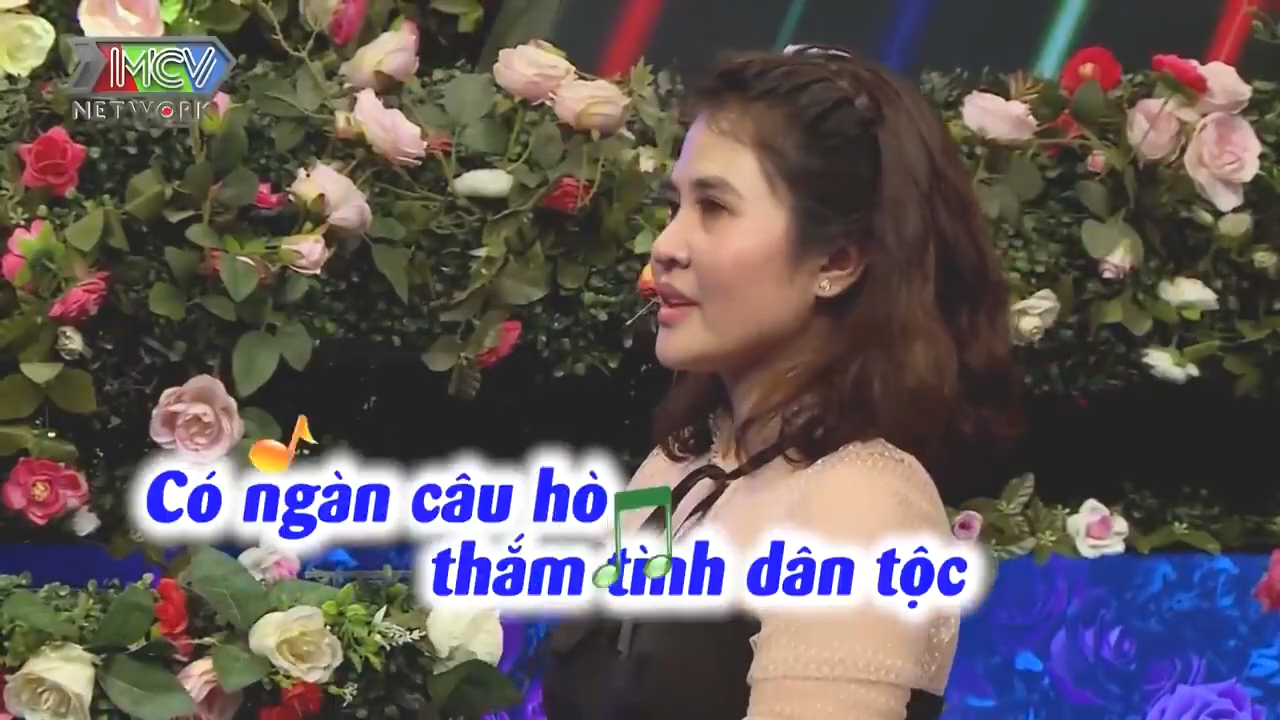 MCV
NETWORK
Có ngàn câu hò
thắm tình dân tộc